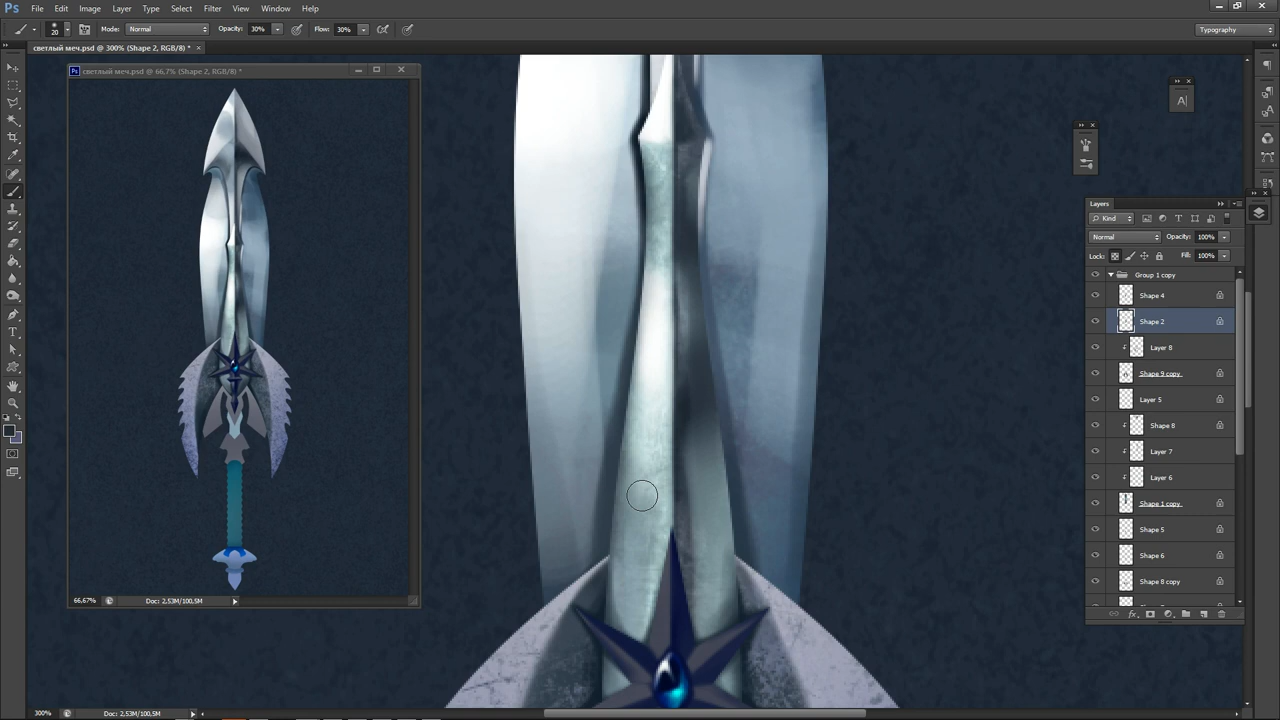 Ps File Edit Image Layer Type Select Filter View Window Help
20 Mode: Normal Opacity: 30% Flow: 30% Typography
светлый меч.psd @ 300% (Shape 2, RGB/8) * ×
Ps светлый меч.psd @ 66,7% (Shape 2, RGB/8) *
A
Layers
Kind
Normal Opacity: 100%
Lock: Fill: 100%
Group 1 copy
Shape 4
Shape 2
Layer 8
Shape 9 copy
Layer 5
Shape 8
Layer 7
Layer 6
Shape 1 copy
Shape 5
Shape 6
Shape 8 copy
fx
66,67% Doc: 2,53M/100,5M
300% Doc: 2,53M/100,5M